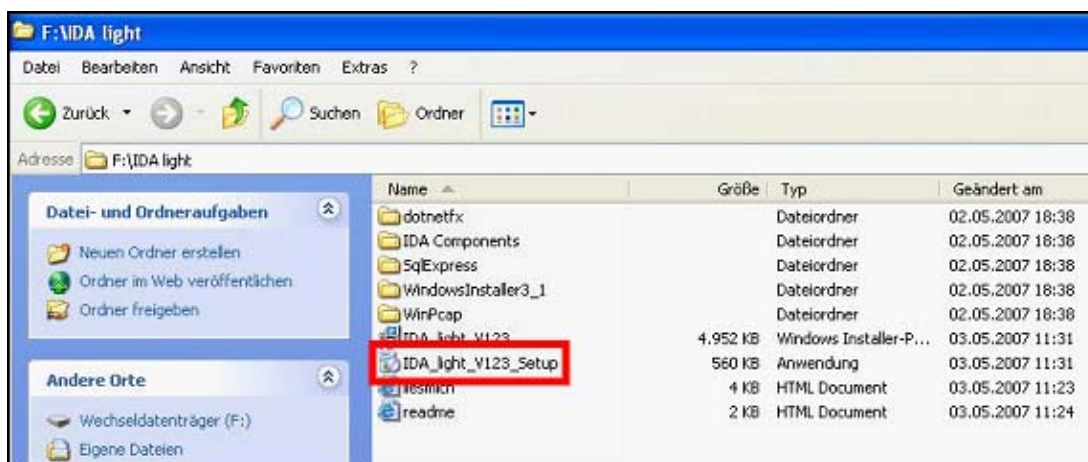 F:\IDA light
Datei Bearbeiten Ansicht Favoriten Extras ?
Zurück Suchen Ordner
Adresse F:\IDA light
Name Größe Typ Geändert am
Datei- und Ordneraufgaben
Neuen Ordner erstellen
Ordner im Web veröffentlichen
Ordner freigeben
Andere Orte
Wechseldatenträger (F:)
Eigene Dateien
dotnetfx Dateiordner 02.05.2007 18:38
IDA Components Dateiordner 02.05.2007 18:38
SqlExpress Dateiordner 02.05.2007 18:38
WindowsInstaller3_1 Dateiordner 02.05.2007 18:38
WinPcap Dateiordner 02.05.2007 18:38
IDA_light_V123 4.952 KB Windows Installer-P... 03.05.2007 11:31
IDA_light_V123_Setup 560 KB Anwendung 03.05.2007 11:31
liesmich 4 KB HTML Document 03.05.2007 11:23
readme 2 KB HTML Document 03.05.2007 11:24